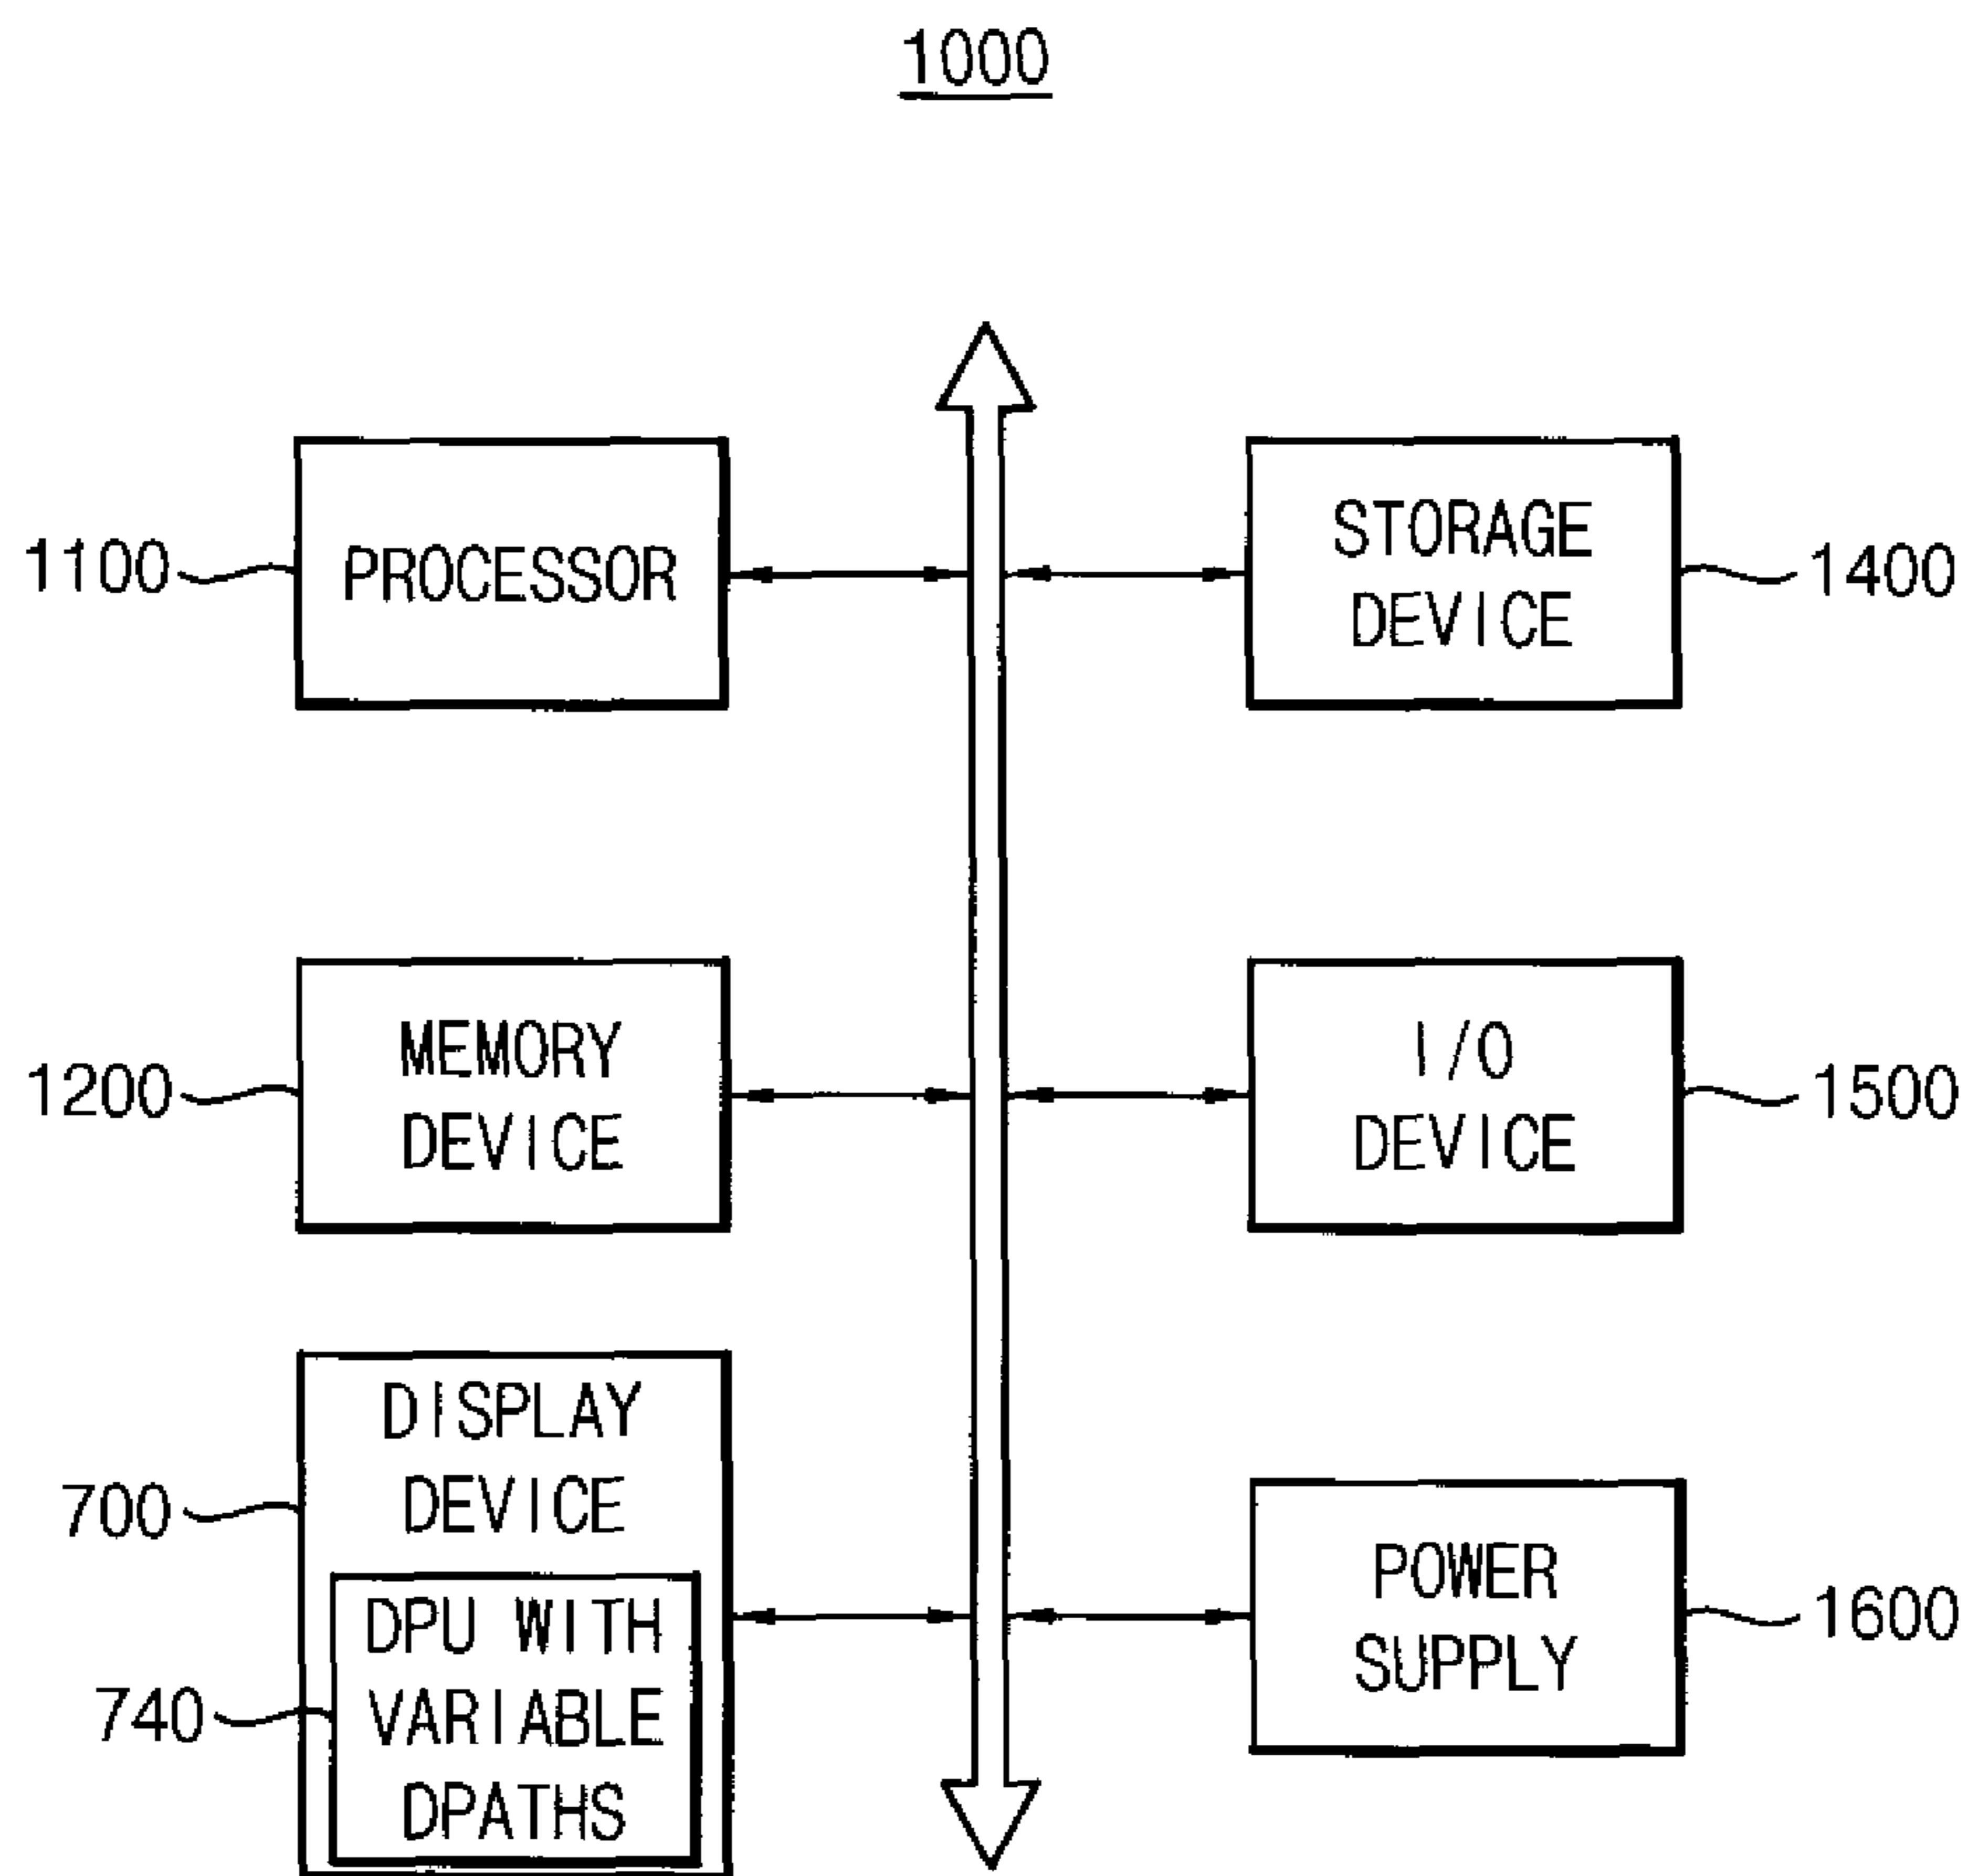 1000
1100
PROCESSOR
STORAGE
DEVICE
1400
1200
MEMORY
DEVICE
I/O
DEVICE
1500
700
DISPLAY
DEVICE
740
DPU WITH
VARIABLE
DPATHS
POWER
SUPPLY
1600